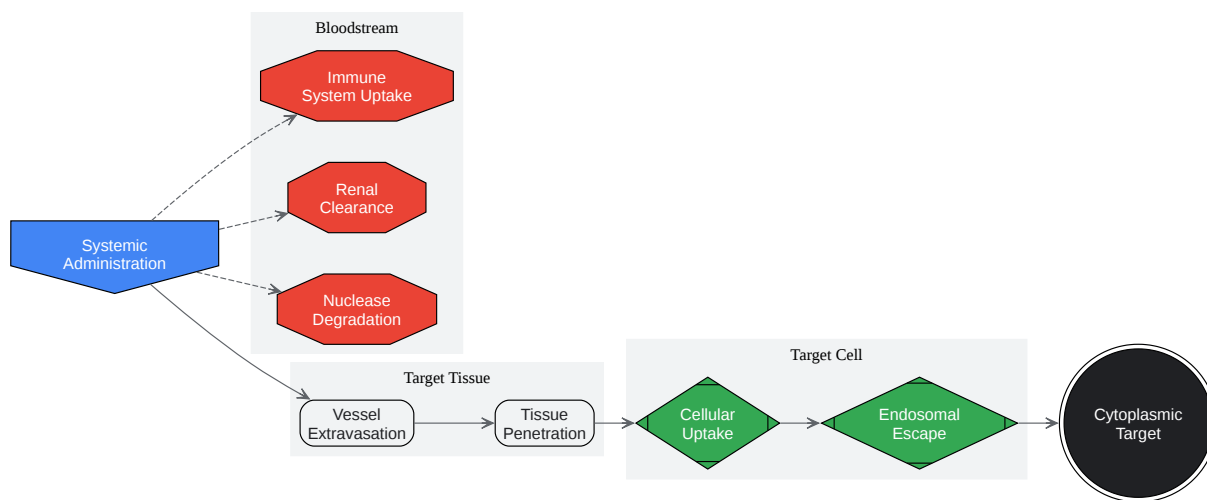 Bloodstream
Immune
System Uptake
Renal
Clearance
Systemic
Administration
Nuclease
Degradation
Target Tissue
Vessel
Extravasation
Tissue
Penetration
Target Cell
Cellular
Uptake
Endosomal
Escape
Cytoplasmic
Target